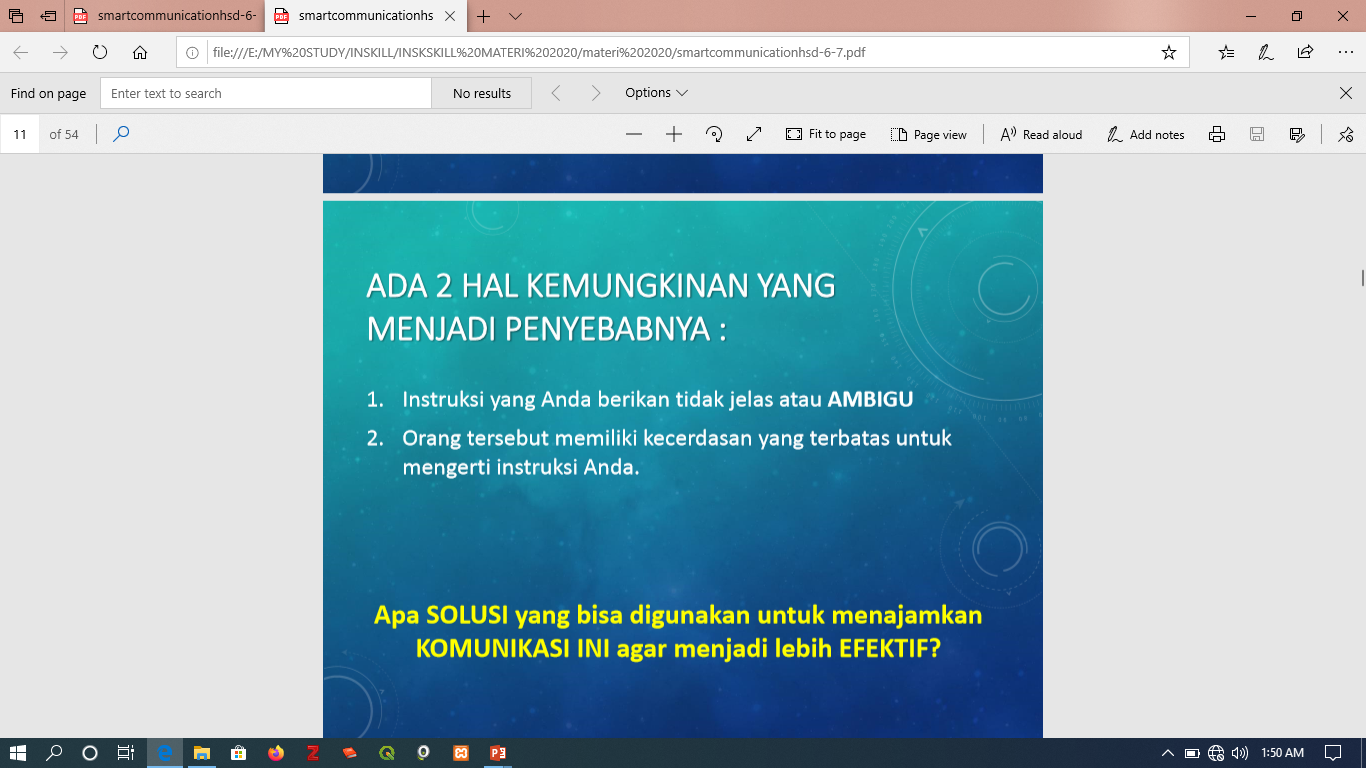 smartcommunicationhsd-6-
smartcommunicationhs
file:///E:/MY%20STUDY/INSKILL/INSKSKILL%20MATERI%202020/materi%202020/smartcommunicationhsd-6-7.pdf
Find on page
Enter text to search
No results
Options
11 of 54
Fit to page
Page view
Read aloud
Add notes
ADA 2 HAL KEMUNGKINAN YANG
MENJADI PENYEBABNYA :
1. Instruksi yang Anda berikan tidak jelas atau AMBIGU
2. Orang tersebut memiliki kecerdasan yang terbatas untuk
mengerti instruksi Anda.
Apa SOLUSI yang bisa digunakan untuk menajamkan
KOMUNIKASI INI agar menjadi lebih EFEKTIF?
1:50 AM